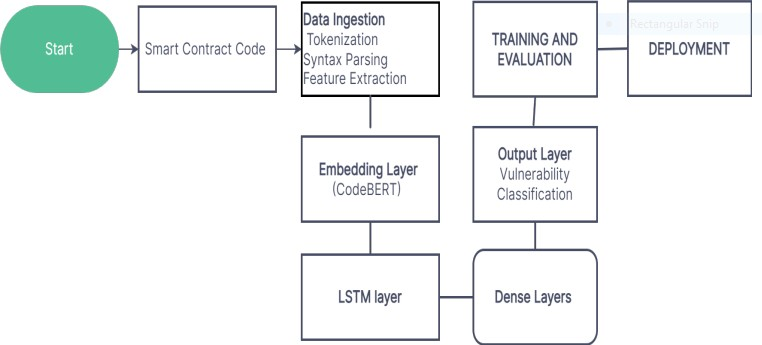 Start
Smart Contract Code
Data Ingestion
Tokenization
Syntax Parsing
Feature Extraction
Embedding Layer
(CodeBERT)
LSTM layer
Dense Layers
Output Layer
Vulnerability
Classification
TRAINING AND
EVALUATION
DEPLOYMENT
Rectangular Snip